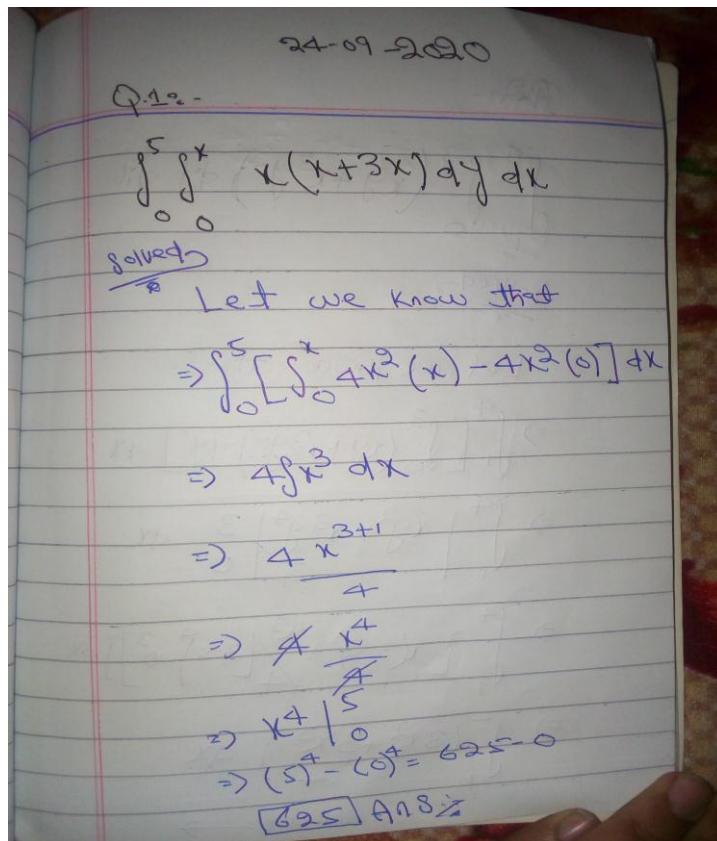 24-09-2020
Q.1:-
∫₀⁵ ∫₀ˣ x(x+3x) dy dx
Solved
Let we know that
⇒ ∫₀⁵ [∫₀ˣ 4x²(x) - 4x²(0)] dx
⇒ 4∫x³ dx
⇒ 4 x³⁺¹/4
⇒ 4 x⁴/4
⇒ x⁴ |₀⁵
⇒ (5)⁴ - (0)⁴ = 625 - 0
625 Ans